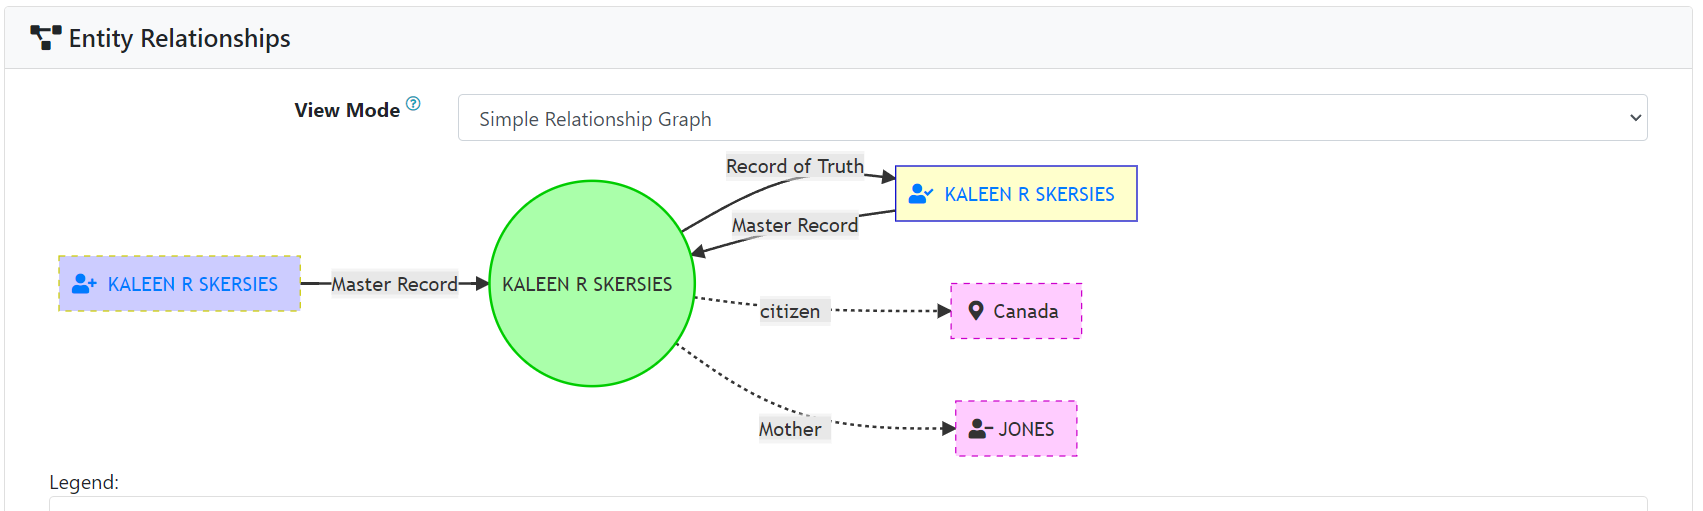 Entity Relationships
View Mode
Simple Relationship Graph
Record of Truth
KALEEN R SKERSIES
Master Record
KALEEN R SKERSIES
Master Record
KALEEN R SKERSIES
citizen
Canada
Mother
JONES
Legend: